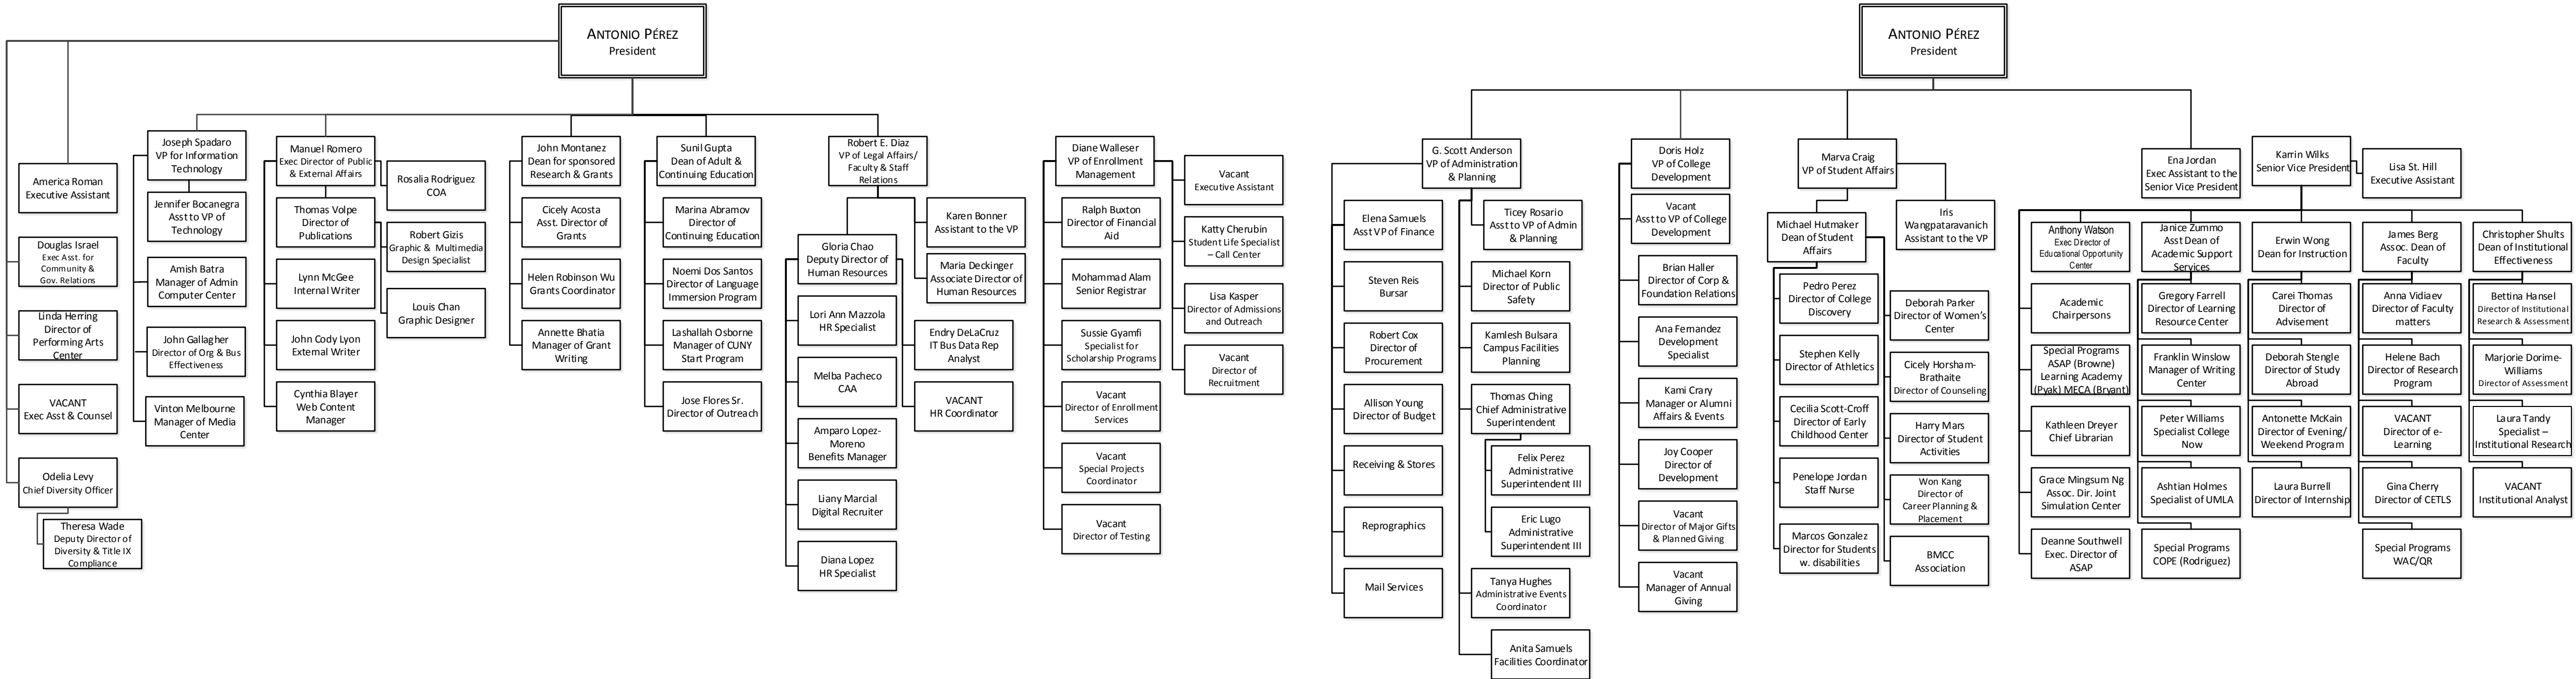 ANTONIO PÉREZ
President
America Roman
Executive Assistant
Douglas Israel
Exec Asst. for
Community &
Gov. Relations
Linda Herring
Director of
Performing Arts
Center
VACANT
Exec Asst & Counsel
Odelia Levy
Chief Diversity Officer
Theresa Wade
Deputy Director of
Diversity & Title IX
Compliance
Joseph Spadaro
VP for Information
Technology
Jennifer Bocanegra
Asst to VP of
Technology
Amish Batra
Manager of Admin
Computer Center
John Gallagher
Director of Org & Bus
Effectiveness
Vinton Melbourne
Manager of Media
Center
Manuel Romero
Exec Director of Public
& External Affairs
Thomas Volpe
Director of
Publications
Lynn McGee
Internal Writer
John Cody Lyon
External Writer
Cynthia Blayer
Web Content
Manager
Rosalia Rodriguez
COA
Robert Gizis
Graphic & Multimedia
Design Specialist
Louis Chan
Graphic Designer
John Montanez
Dean for sponsored
Research & Grants
Cicely Acosta
Asst. Director of
Grants
Helen Robinson Wu
Grants Coordinator
Annette Bhatia
Manager of Grant
Writing
Sunil Gupta
Dean of Adult &
Continuing Education
Marina Abramov
Director of
Continuing Education
Noemi Dos Santos
Director of Language
Immersion Program
Lashallah Osborne
Manager of CUNY
Start Program
Jose Flores Sr.
Director of Outreach
Robert E. Diaz
VP of Legal Affairs/
Faculty & Staff
Relations
Gloria Chao
Deputy Director of
Human Resources
Lori Ann Mazzola
HR Specialist
Melba Pacheco
CAA
Amparo Lopez-
Moreno
Benefits Manager
Liany Marcial
Digital Recruiter
Diana Lopez
HR Specialist
Karen Bonner
Assistant to the VP
Maria Deckinger
Associate Director of
Human Resources
Endry DeLaCruz
IT Bus Data Rep
Analyst
VACANT
HR Coordinator
Diane Walleser
VP of Enrollment
Management
Ralph Buxton
Director of Financial
Aid
Mohammad Alam
Senior Registrar
Sussie Gyamfi
Specialist for
Scholarship Programs
Vacant
Director of Enrollment
Services
Vacant
Special Projects
Coordinator
Vacant
Director of Testing
Vacant
Executive Assistant
Katty Cherubin
Student Life Specialist
– Call Center
Lisa Kasper
Director of Admissions
and Outreach
Vacant
Director of
Recruitment
ANTONIO PÉREZ
President
G. Scott Anderson
VP of Administration
& Planning
Elena Samuels
Asst VP of Finance
Steven Reis
Bursar
Robert Cox
Director of
Procurement
Allison Young
Director of Budget
Receiving & Stores
Reprographics
Mail Services
Ticey Rosario
Asst to VP of Admin
& Planning
Michael Korn
Director of Public
Safety
Kamlesh Bulsara
Campus Facilities
Planning
Thomas Ching
Chief Administrative
Superintendent
Felix Perez
Administrative
Superintendent III
Eric Lugo
Administrative
Superintendent III
Tanya Hughes
Administrative Events
Coordinator
Anita Samuels
Facilities Coordinator
Doris Holz
VP of College
Development
Vacant
Asst to VP of College
Development
Brian Haller
Director of Corp &
Foundation Relations
Ana Fernandez
Development
Specialist
Kami Crary
Manager or Alumni
Affairs & Events
Joy Cooper
Director of
Development
Vacant
Director of Major Gifts
& Planned Giving
Vacant
Manager of Annual
Giving
Marva Craig
VP of Student Affairs
Michael Hutmaker
Dean of Student
Affairs
Iris
Wangpataravanich
Assistant to the VP
Pedro Perez
Director of College
Discovery
Stephen Kelly
Director of Athletics
Cecilia Scott-Croff
Director of Early
Childhood Center
Penelope Jordan
Staff Nurse
Marcos Gonzalez
Director for Students
w. disabilities
Deborah Parker
Director of Women's
Center
Cicely Horsham-
Brathaite
Director of Counseling
Harry Mars
Director of Student
Activities
Won Kang
Director of
Career Planning &
Placement
BMCC
Association
Ena Jordan
Exec Assistant to the
Senior Vice President
Karrin Wilks
Senior Vice President
Lisa St. Hill
Executive Assistant
Anthony Watson
Exec Director of
Educational Opportunity
Center
Academic
Chairpersons
Special Programs
ASAP (Browne)
Learning Academy
(Pyak) MECA (Bryant)
Kathleen Dreyer
Chief Librarian
Grace Mingsum Ng
Assoc. Dir. Joint
Simulation Center
Deanne Southwell
Exec. Director of
ASAP
Janice Zummo
Asst Dean of
Academic Support
Services
Gregory Farrell
Director of Learning
Resource Center
Franklin Winslow
Manager of Writing
Center
Peter Williams
Specialist College
Now
Ashtian Holmes
Specialist of UMLA
Special Programs
COPE (Rodriguez)
Erwin Wong
Dean for Instruction
Carei Thomas
Director of
Advisement
Deborah Stengle
Director of Study
Abroad
Antonette McKain
Director of Evening/
Weekend Program
Laura Burrell
Director of Internship
James Berg
Assoc. Dean of
Faculty
Anna Vidiaev
Director of Faculty
matters
Helene Bach
Director of Research
Program
VACANT
Director of e-
Learning
Gina Cherry
Director of CETLS
Special Programs
WAC/QR
Christopher Shults
Dean of Institutional
Effectiveness
Bettina Hansel
Director of Institutional
Research & Assessment
Marjorie Dorime-
Williams
Director of Assessment
Laura Tandy
Specialist –
Institutional Research
VACANT
Institutional Analyst